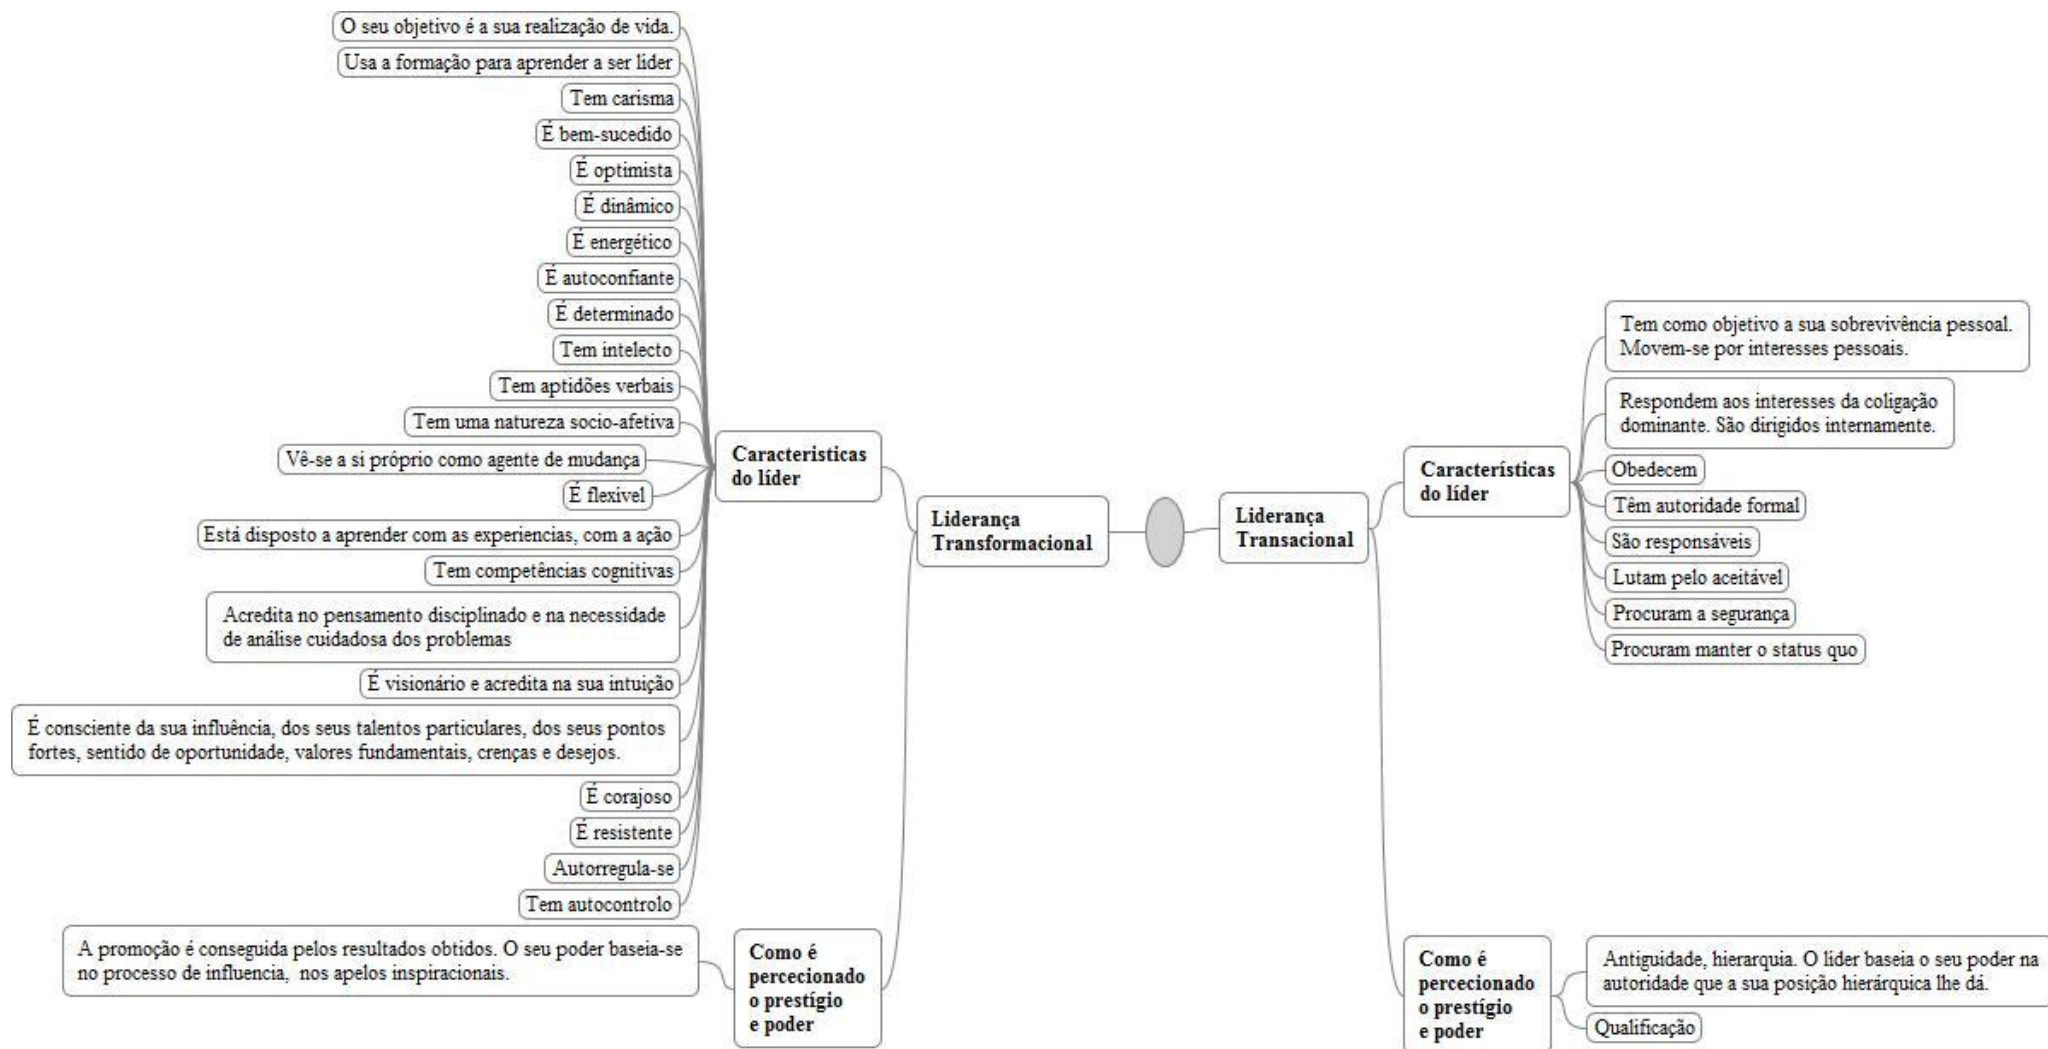 O seu objetivo é a sua realização de vida.
Usa a formação para aprender a ser lider
Tem carisma
É bem-sucedido
É optimista
É dinâmico
É energético
É autoconfiante
É determinado
Tem intelecto
Tem aptidões verbais
Tem uma natureza socio-afetiva
Vê-se a si próprio como agente de mudança
É flexivel
Está disposto a aprender com as experiencias, com a ação
Tem competências cognitivas
Acredita no pensamento disciplinado e na necessidade
de análise cuidadosa dos problemas
É visionário e acredita na sua intuição
É consciente da sua influência, dos seus talentos particulares, dos seus pontos
fortes, sentido de oportunidade, valores fundamentais, crenças e desejos.
É corajoso
É resistente
Autorregula-se
Tem autocontrolo
Caracteristicas
do líder
A promoção é conseguida pelos resultados obtidos. O seu poder baseia-se
no processo de influencia, nos apelos inspiracionais.
Como é
percecionado
o prestígio
e poder
Liderança
Transformacional
Liderança
Transacional
Características
do líder
Tem como objetivo a sua sobrevivência pessoal.
Movem-se por interesses pessoais.
Respondem aos interesses da coligação
dominante. São dirigidos internamente.
Obedecem
Têm autoridade formal
São responsáveis
Lutam pelo aceitável
Procuram a segurança
Procuram manter o status quo
Como é
percecionado
o prestígio
e poder
Antiguidade, hierarquia. O líder baseia o seu poder na
autoridade que a sua posição hierárquica lhe dá.
Qualificação